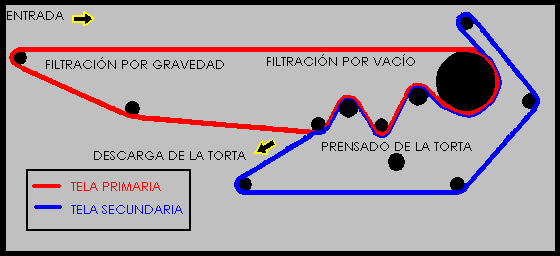 ENTRADA
FILTRACIÓN POR GRAVEDAD
FILTRACIÓN POR VACÍO
PRENSADO DE LA TORTA
DESCARGA DE LA TORTA
TELA PRIMARIA
TELA SECUNDARIA